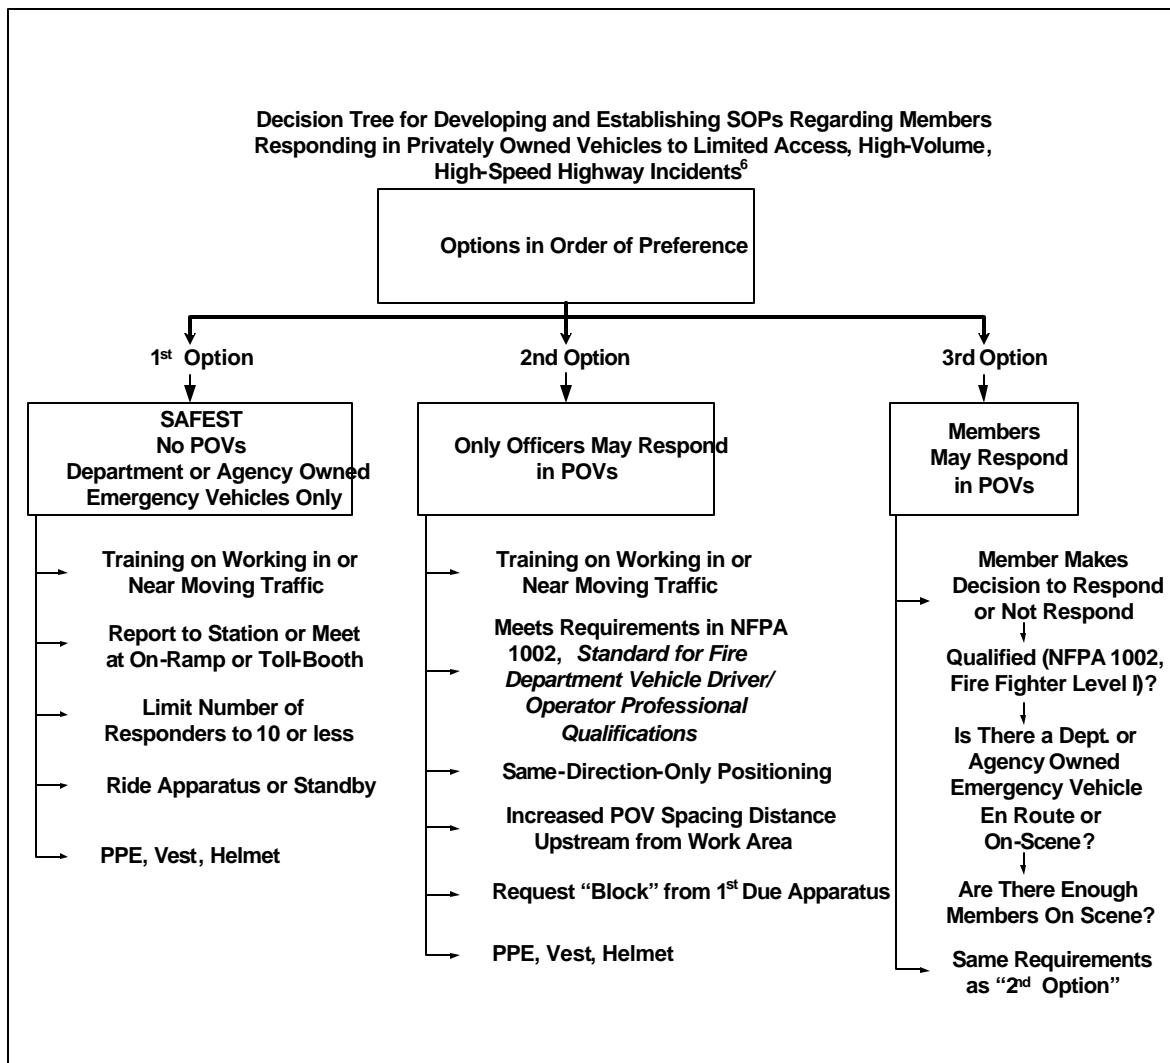 Decision Tree for Developing and Establishing SOPs Regarding Members
Responding in Privately Owned Vehicles to Limited Access, High-Volume,
High-Speed Highway Incidents6
Options in Order of Preference
1st Option
SAFEST
No POVs
Department or Agency Owned
Emergency Vehicles Only
Training on Working in or
Near Moving Traffic
Report to Station or Meet
at On-Ramp or Toll-Booth
Limit Number of
Responders to 10 or less
Ride Apparatus or Standby
PPE, Vest, Helmet
2nd Option
Only Officers May Respond
in POVs
Training on Working in or
Near Moving Traffic
Meets Requirements in NFPA
1002, Standard for Fire
Department Vehicle Driver/
Operator Professional
Qualifications
Same-Direction-Only Positioning
Increased POV Spacing Distance
Upstream from Work Area
Request “Block” from 1st Due Apparatus
PPE, Vest, Helmet
3rd Option
Members
May Respond
in POVs
Member Makes
Decision to Respond
or Not Respond
Qualified (NFPA 1002,
Fire Fighter Level I)?
Is There a Dept. or
Agency Owned
Emergency Vehicle
En Route or
On-Scene?
Are There Enough
Members On Scene?
Same Requirements
as “2nd Option”